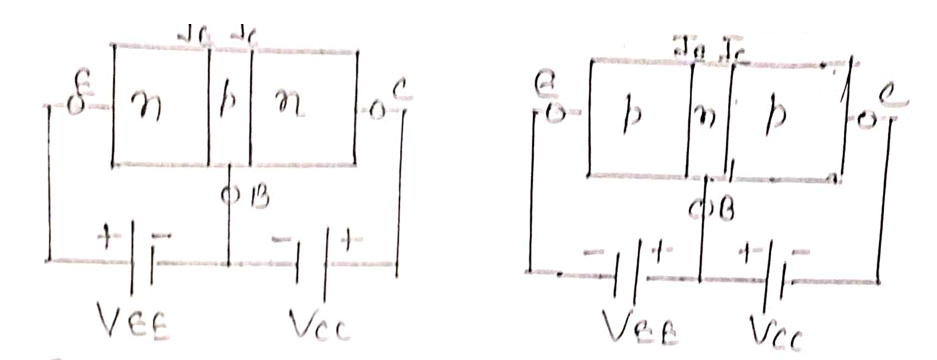 JE JC
E n p n C
B
+ - - +
VEE VCC
JE JC
E p n p C
B
- + + -
VEE VCC